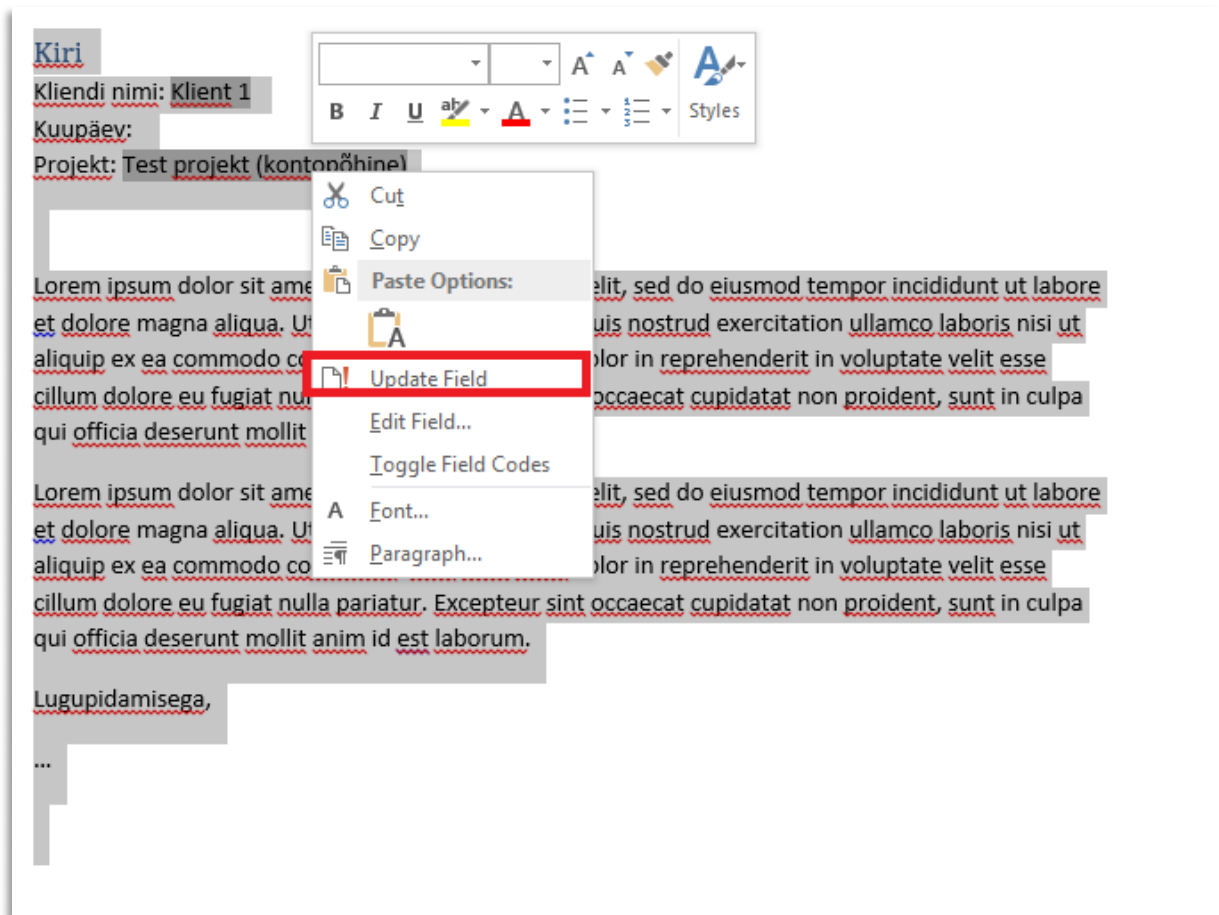 Kiri
Kliendi nimi: Klient 1
Kuupäev:
Projekt: Test projekt (kontopõhine)
B I U ab A Styles
Cut
Copy
Paste Options:
Update Field
Edit Field...
Toggle Field Codes
Font...
Paragraph...
Lorem ipsum dolor sit ame elit, sed do eiusmod tempor incididunt ut labore
et dolore magna aliqua. Ut uis nostrud exercitation ullamco laboris nisi ut
aliquip ex ea commodo co olor in reprehenderit in voluptate velit esse
cillum dolore eu fugiat nul occaecat cupidatat non proident, sunt in culpa
qui officia deserunt mollit
Lorem ipsum dolor sit ame elit, sed do eiusmod tempor incididunt ut labore
et dolore magna aliqua. Ut uis nostrud exercitation ullamco laboris nisi ut
aliquip ex ea commodo co olor in reprehenderit in voluptate velit esse
cillum dolore eu fugiat nulla pariatur. Excepteur sint occaecat cupidatat non proident, sunt in culpa
qui officia deserunt mollit anim id est laborum.
Lugupidamisega,
...